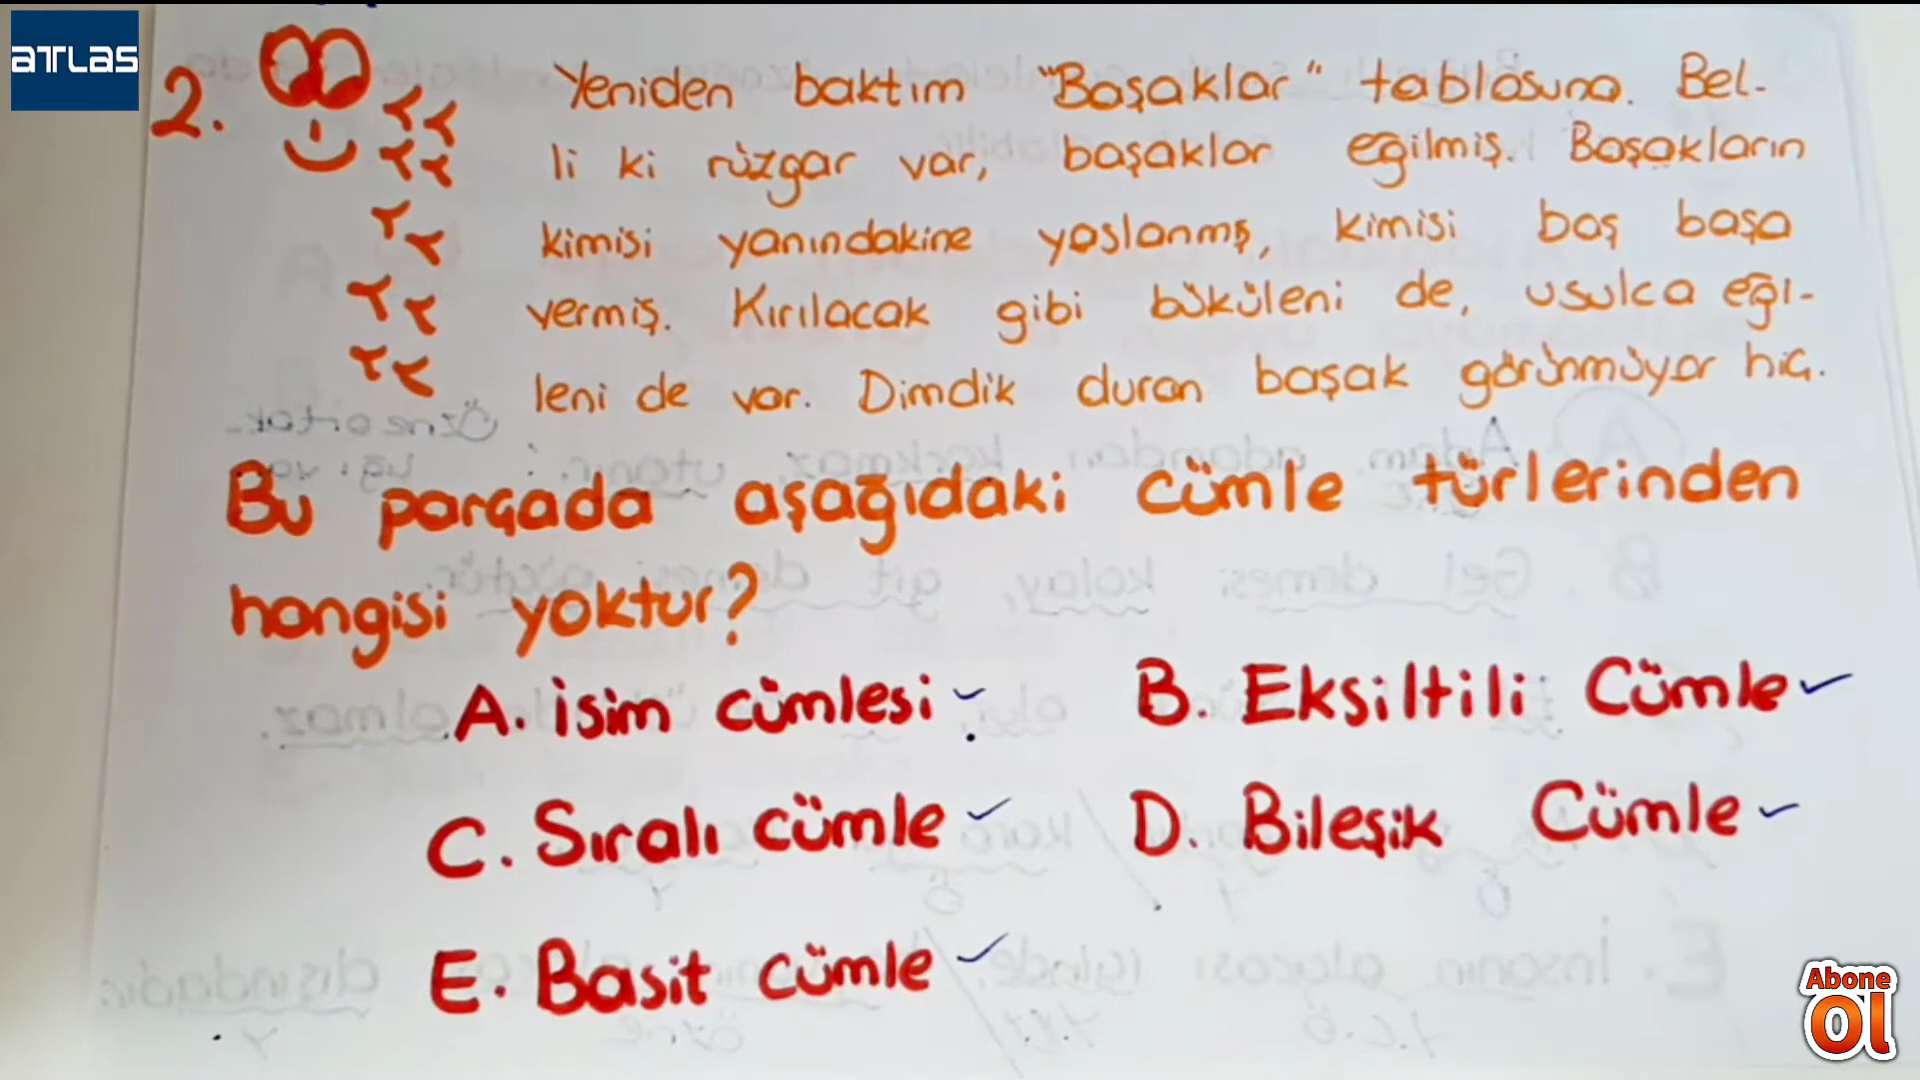 ATLAS
2. Yeniden baktım "Başaklar" tablosuna. Bel-
li ki rüzgar var, başaklar eğilmiş. Başakların
kimisi yanındakine yaslanmş, kimisi baş başa
vermiş. Kırılacak gibi büküleni de, usulca eği-
leni de var. Dimdik duran başak görünmüyor hiç.
Bu parçada aşağıdaki cümle türlerinden
hangisi yoktur?
A. İsim cümlesi
B. Eksiltili Cümle
C. Sıralı cümle
D. Bileşik Cümle
E. Basit cümle
Abone
Ol